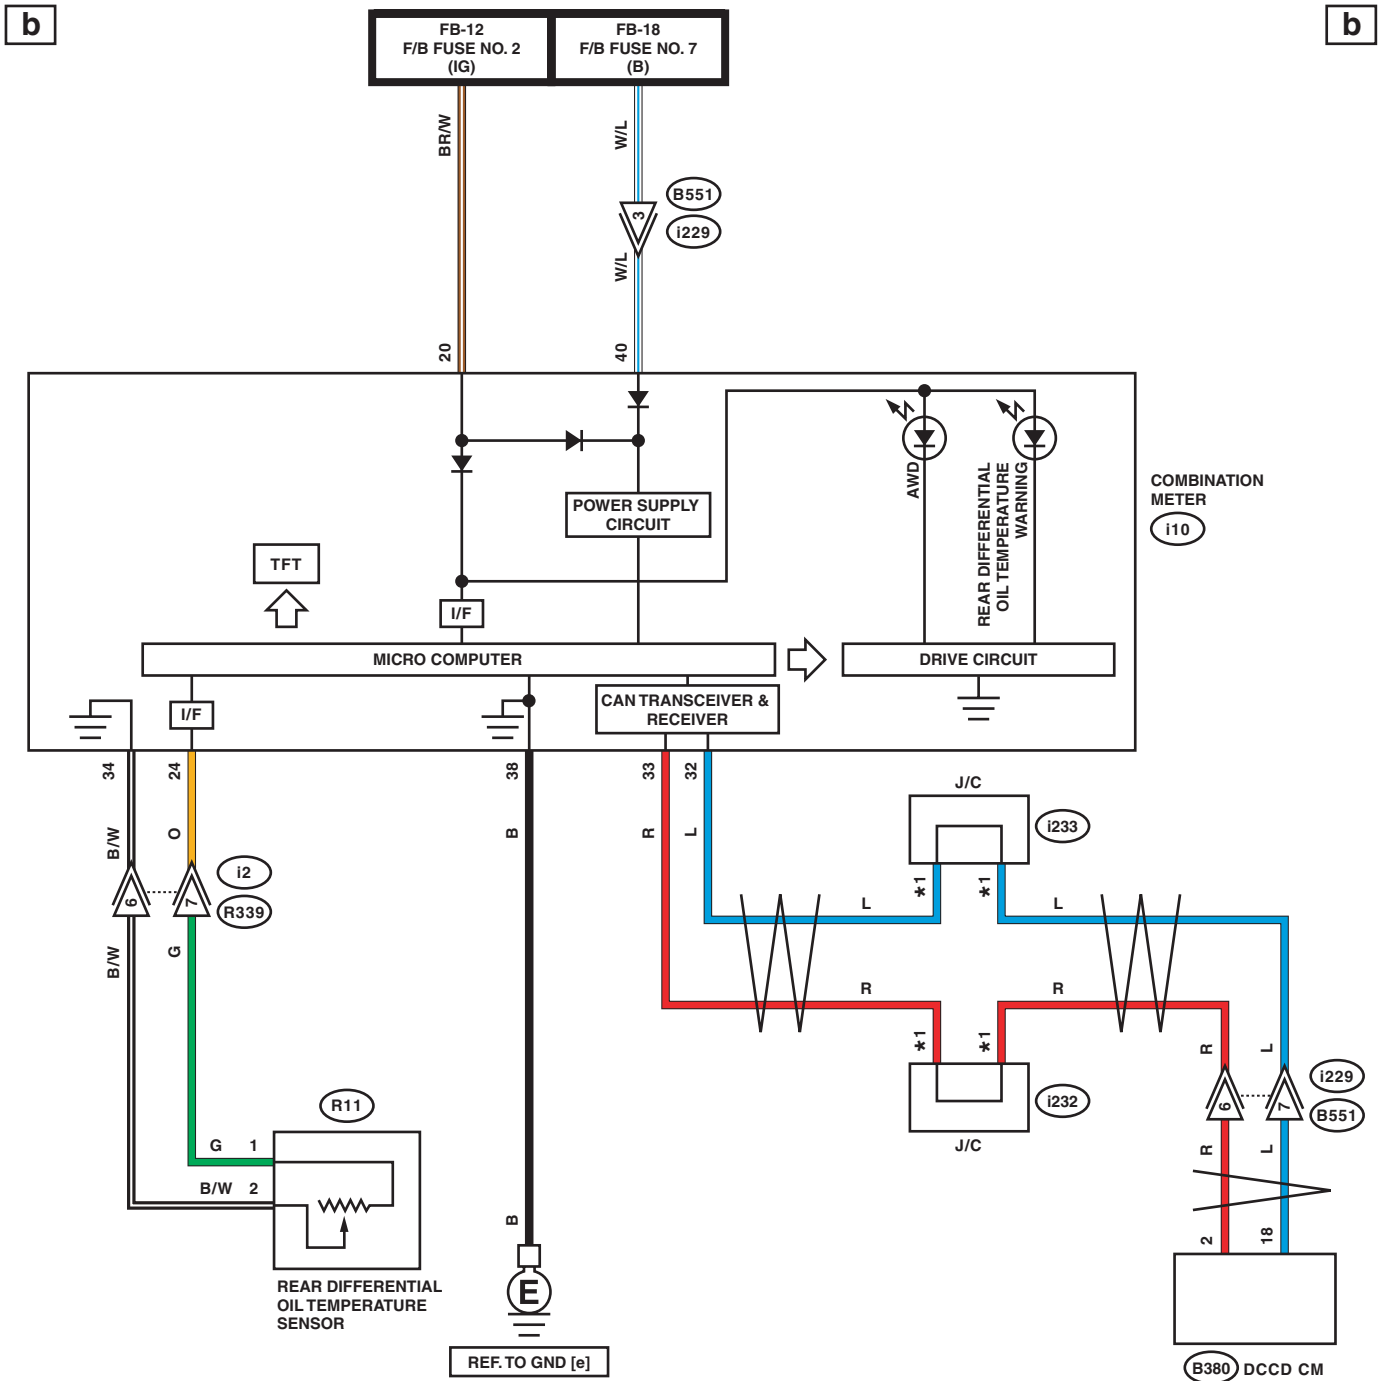 b
b
FB-12
F/B FUSE NO. 2
(IG)
FB-18
F/B FUSE NO. 7
(B)
BR/W
W/L
3
B551
i229
W/L
20
40
AWD
REAR DIFFERENTIAL
OIL TEMPERATURE
WARNING
COMBINATION
METER
i10
POWER SUPPLY
CIRCUIT
TFT
I/F
MICRO COMPUTER
DRIVE CIRCUIT
I/F
CAN TRANSCEIVER &
RECEIVER
34
24
38
33
32
B/W
O
B
R
L
J/C
i233
*1
*1
6
7
i2
R339
B/W
G
L
L
R
R
*1
*1
i232
J/C
R
L
6
7
i229
B551
R
L
2
18
R11
G 1
B/W 2
REAR DIFFERENTIAL
OIL TEMPERATURE
SENSOR
B
E
REF. TO GND [e]
B380 DCCD CM